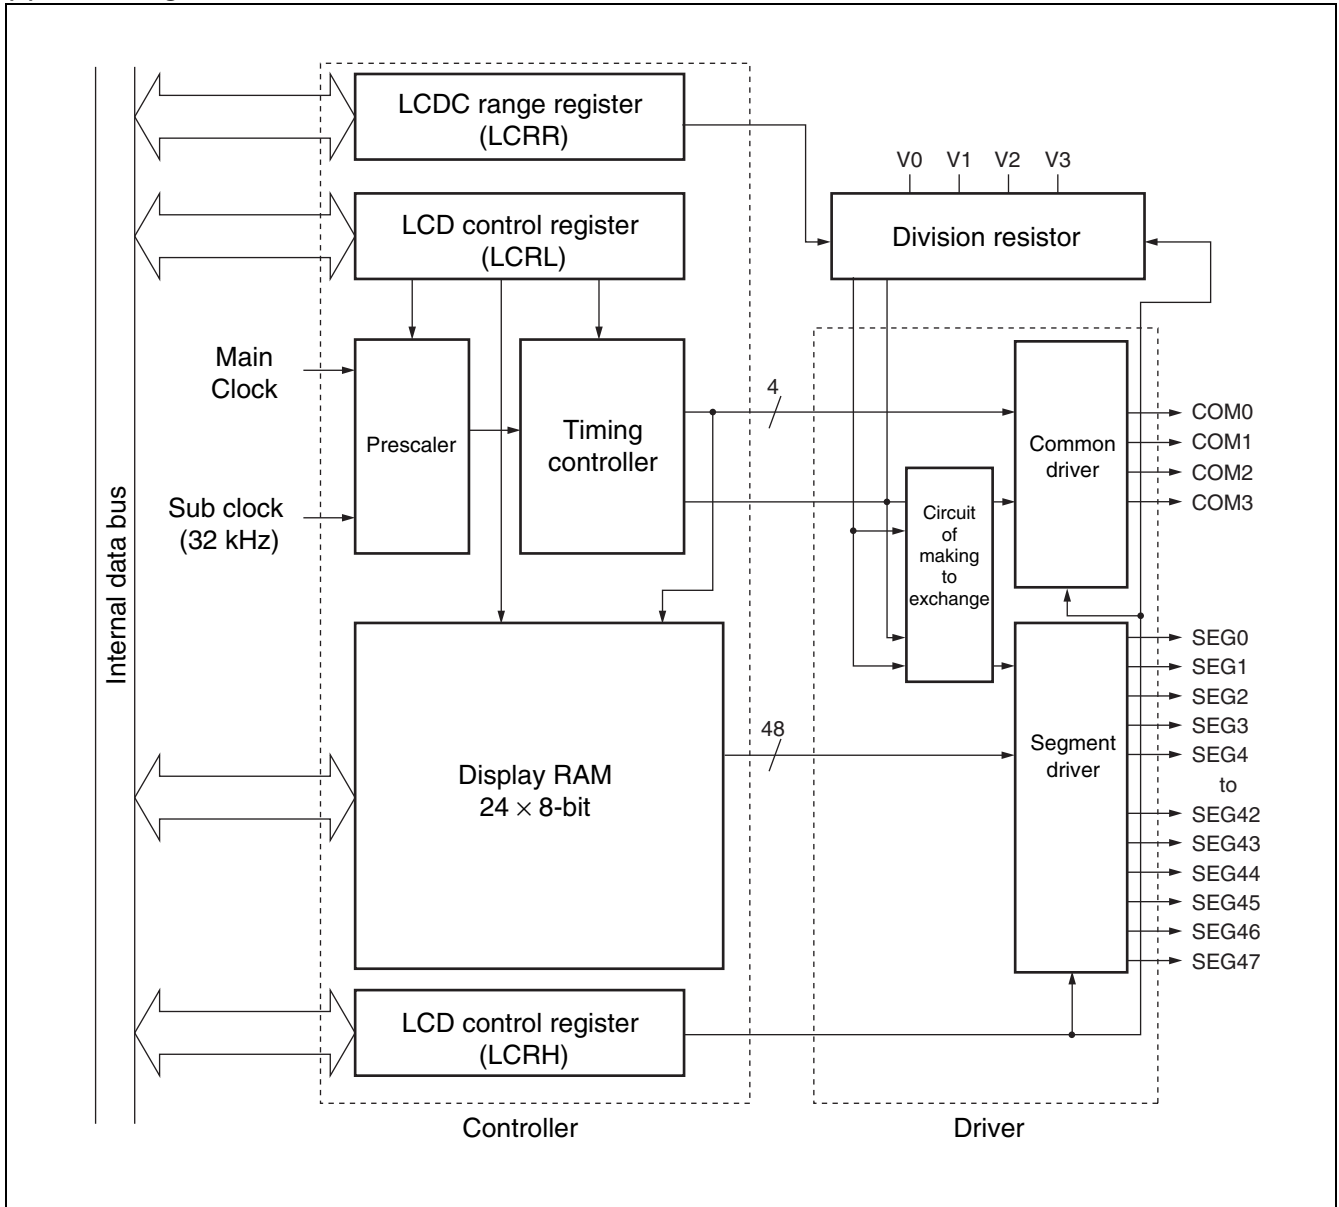 LCDC range register
(LCRR)
V0 V1 V2 V3
LCD control register
(LCRL)
Division resistor
Main
Clock
Prescaler
Timing
controller
4
Common
driver
COM0
COM1
COM2
COM3
Sub clock
(32 kHz)
Circuit
of
making
to
exchange
Internal data bus
Display RAM
24 × 8-bit
48
Segment
driver
SEG0
SEG1
SEG2
SEG3
SEG4
to
SEG42
SEG43
SEG44
SEG45
SEG46
SEG47
LCD control register
(LCRH)
Controller
Driver